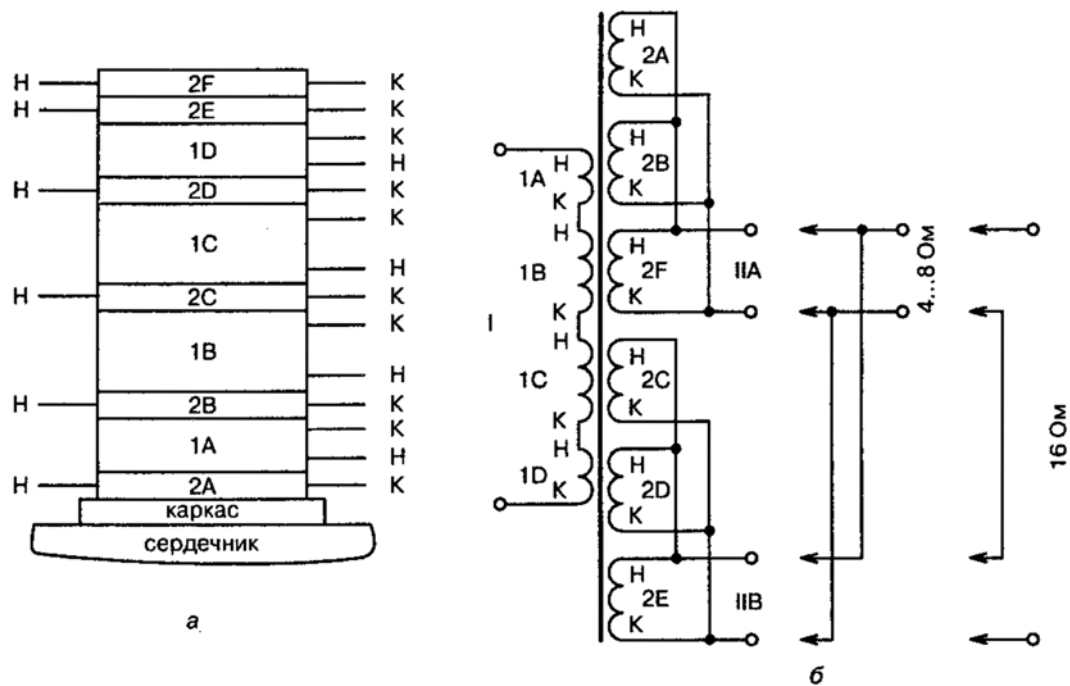 Н 2F К
Н 2E К
К
1D
Н
Н 2D К
К
1C
Н
Н 2C К
К
1B
Н
Н 2B К
К
1A
Н
Н 2A К
каркас
сердечник
а
Н
2A
К
Н
2B
К
1A Н
К
Н
1B
К
Н
1C
К
Н
1D К
I
Н
2F
К
IIA
Н
2C
К
Н
2D
К
Н
2E
К
IIB
4...8 Ом
16 Ом
б